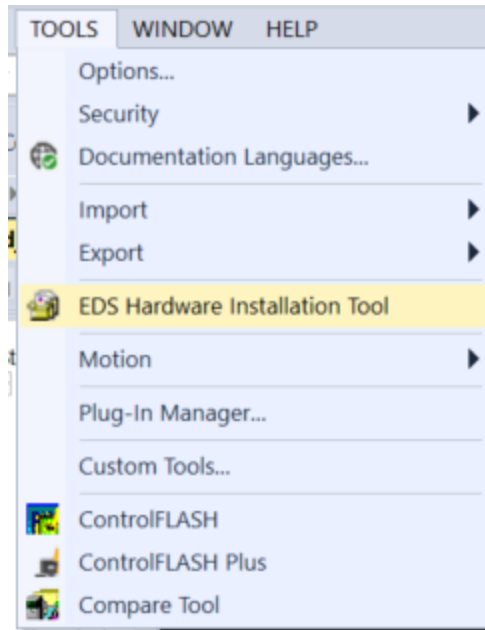 TOOLS WINDOW HELP
Options...
Security
Documentation Languages...
Import
Export
EDS Hardware Installation Tool
Motion
Plug-In Manager...
Custom Tools...
ControlFLASH
ControlFLASH Plus
Compare Tool